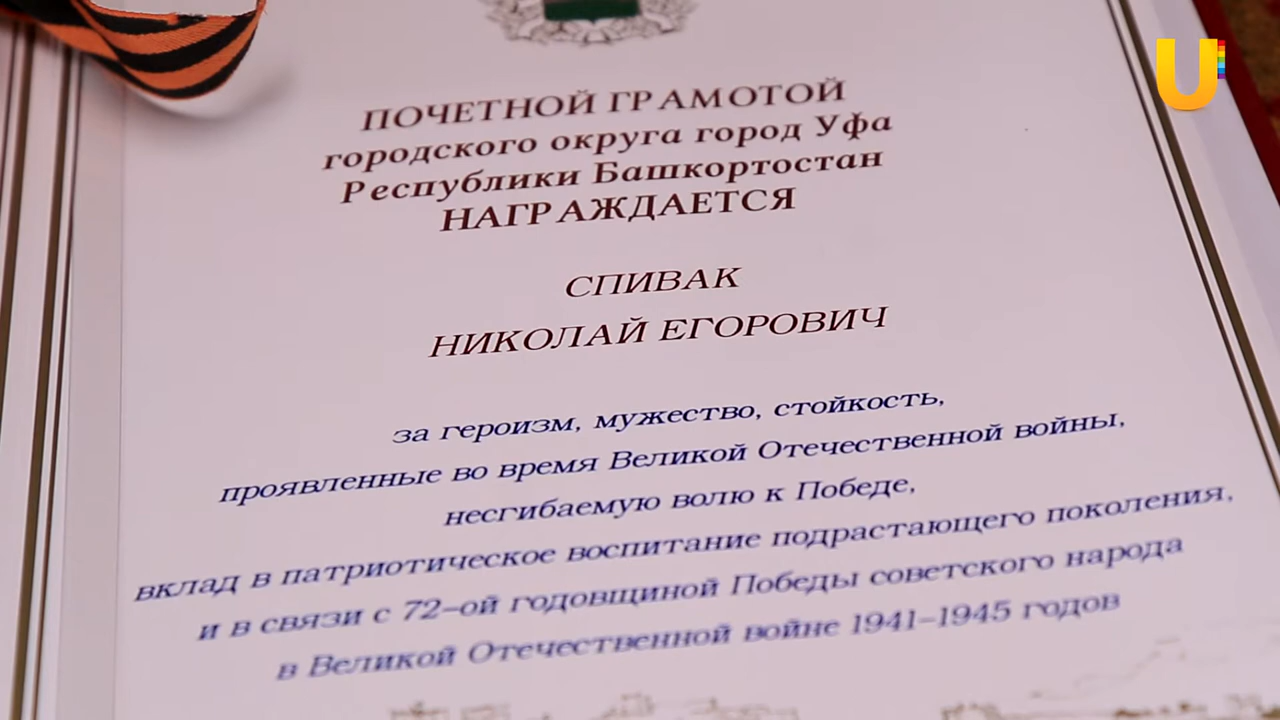 U
ПОЧЕТНОЙ ГРАМОТОЙ
городского округа город Уфа
Республики Башкортостан
НАГРАЖДАЕТСЯ
СПИВАК
НИКОЛАЙ ЕГОРОВИЧ
за героизм, мужество, стойкость,
проявленные во время Великой Отечественной войны,
несгибаемую волю к Победе,
вклад в патриотическое воспитание подрастающего поколения,
и в связи с 72-ой годовщиной Победы советского народа
в Великой Отечественной войне 1941-1945 годов